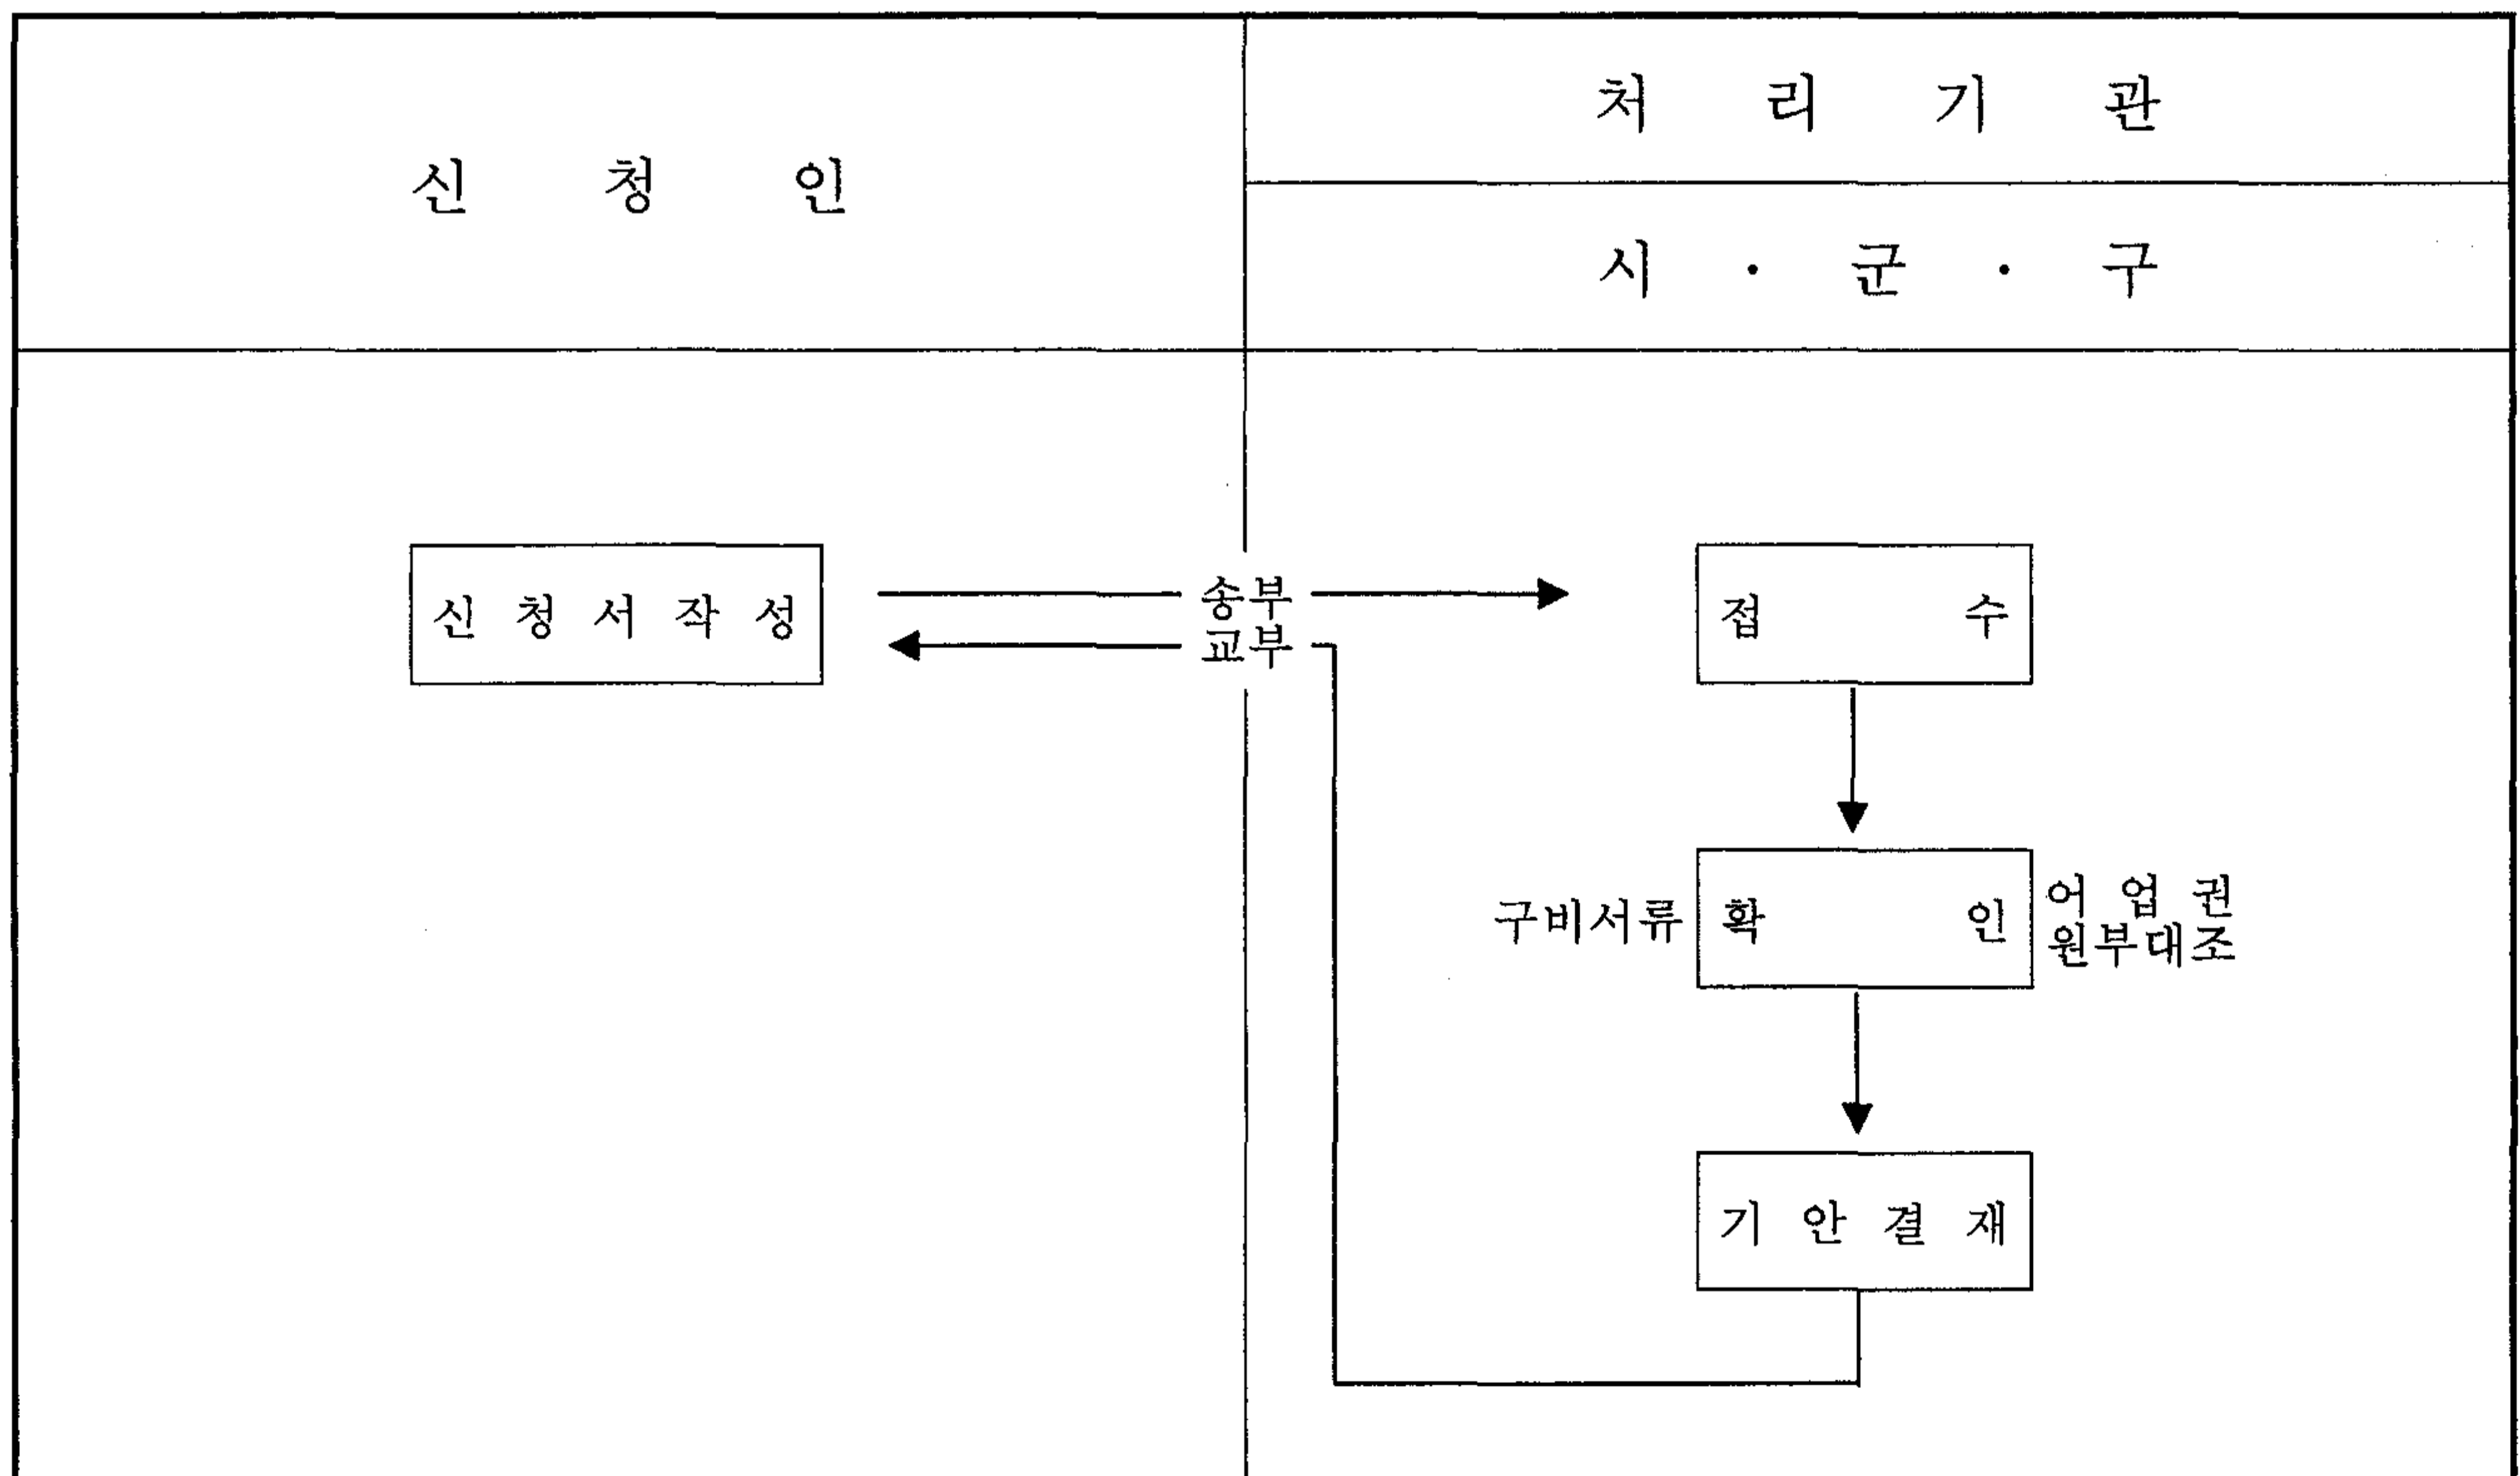 신 청 인
처 리 기 관
시 · 군 · 구
신 청 서 작 성
송부
교부
접 수
구비서류
확 인
어 업 권
원부대조
기 안 결 재